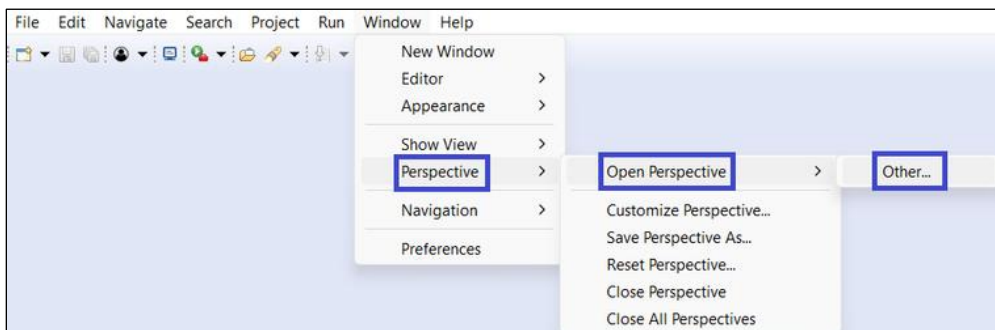 File Edit Navigate Search Project Run Window Help
New Window
Editor
Appearance
Show View
Perspective
Navigation
Preferences
Open Perspective
Customize Perspective...
Save Perspective As...
Reset Perspective...
Close Perspective
Close All Perspectives
Other...